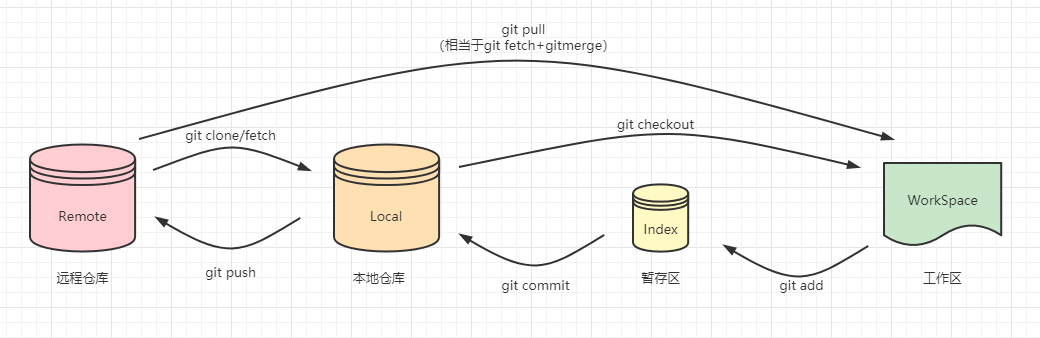 git pull
(相当于git fetch+gitmerge)
git clone/fetch
git checkout
Remote
Local
Index
WorkSpace
git push
git commit
git add
远程仓库
本地仓库
暂存区
工作区